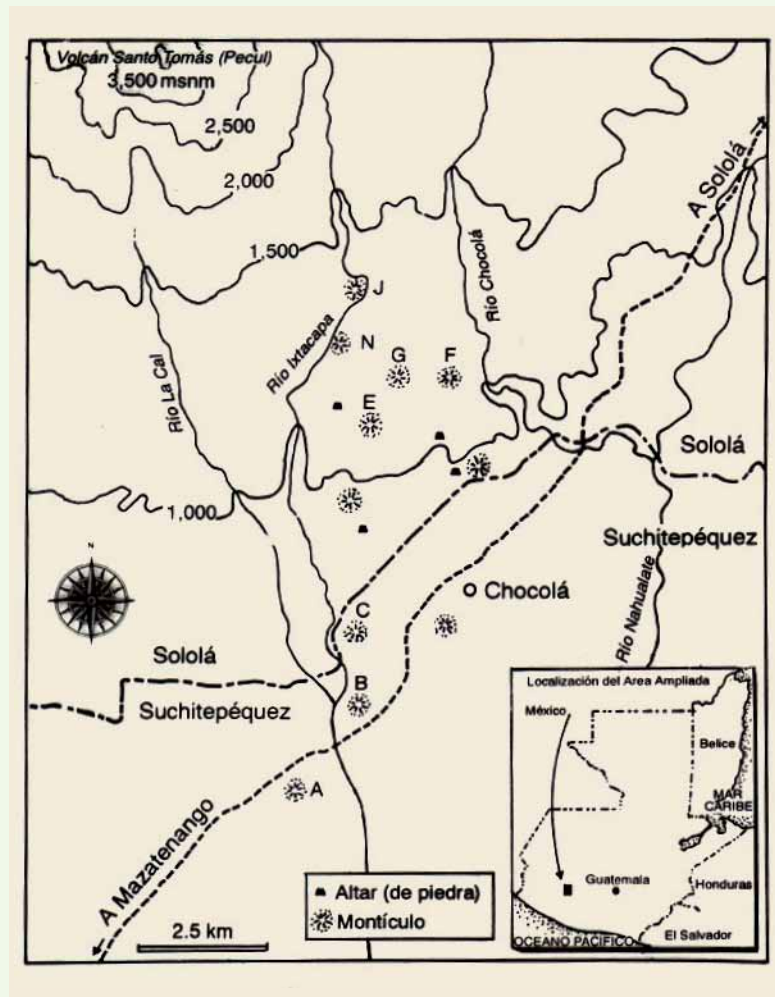 Volcán Santo Tomás (Pecul)
3,500 msnm
2,500
2,000
1,500
A Sololá
Río Chocolá
J
Río Ixtacapa
N
G
F
Río La Cal
E
Sololá
1,000
Suchitepéquez
N
Chocolá
C
Río Nahualate
Sololá
B
Suchitepéquez
A
A Mazatenango
Localización del Area Ampliada
México
Belice
MAR
CARIBE
Guatemala
Honduras
El Salvador
OCEANO PACIFICO
Altar (de piedra)
Montículo
2.5 km